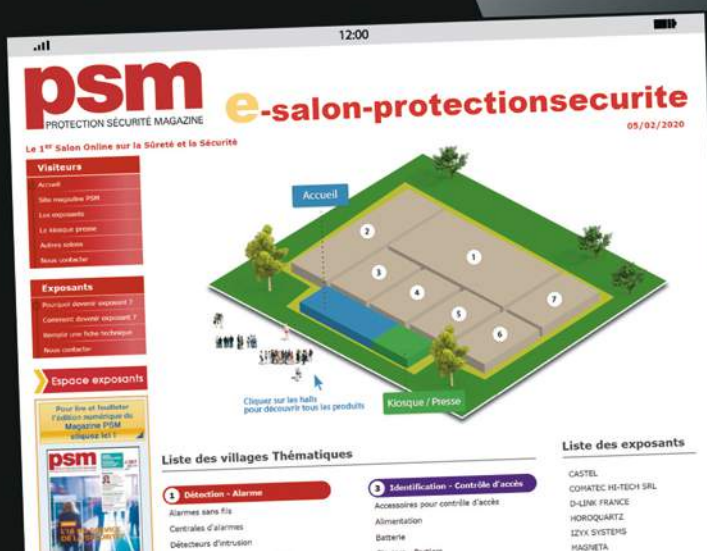 12:00
psm
PROTECTION SÉCURITÉ MAGAZINE
e-salon-protectionsecurite
05/02/2020
Le 1er Salon Online sur la Sûreté et la Sécurité
Visiteurs
Accueil
Site magazine PSM
Les exposants
Le kiosque presse
Autres salons
Nous contacter
Exposants
Pourquoi devenir exposant ?
Comment devenir exposant ?
Remplir une fiche technique
Nous contacter
Espace exposants
Pour lire et feuilleter
l'édition numérique du
Magazine PSM
cliquez ici !
psm
Accueil
2
1
3
4
7
5
6
Cliquez sur les halls
pour découvrir tous les produits
Kiosque / Presse
Liste des villages Thématiques
1 Détection - Alarme
Alarmes sans fils
Centrales d'alarmes
Détecteurs d'intrusion
3 Identification - Contrôle d'accès
Accessoires pour contrôle d'accès
Alimentation
Batterie
Liste des exposants
CASTEL
COMATEC HI-TECH SRL
D-LINK FRANCE
HOROQUARTZ
IZYX SYSTEMS
MAGNETA